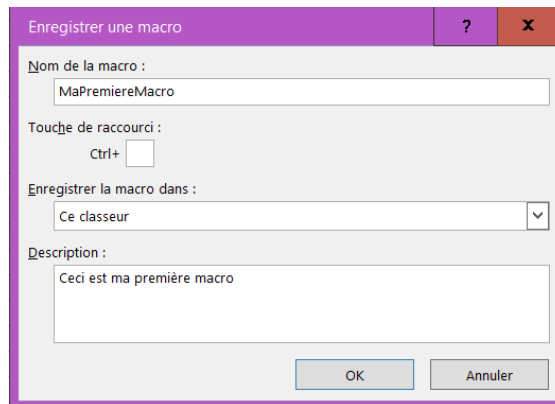 Enregistrer une macro ? x
Nom de la macro :
MaPremiereMacro
Touche de raccourci :
Ctrl+
Enregistrer la macro dans :
Ce classeur
Description :
Ceci est ma première macro
OK Annuler